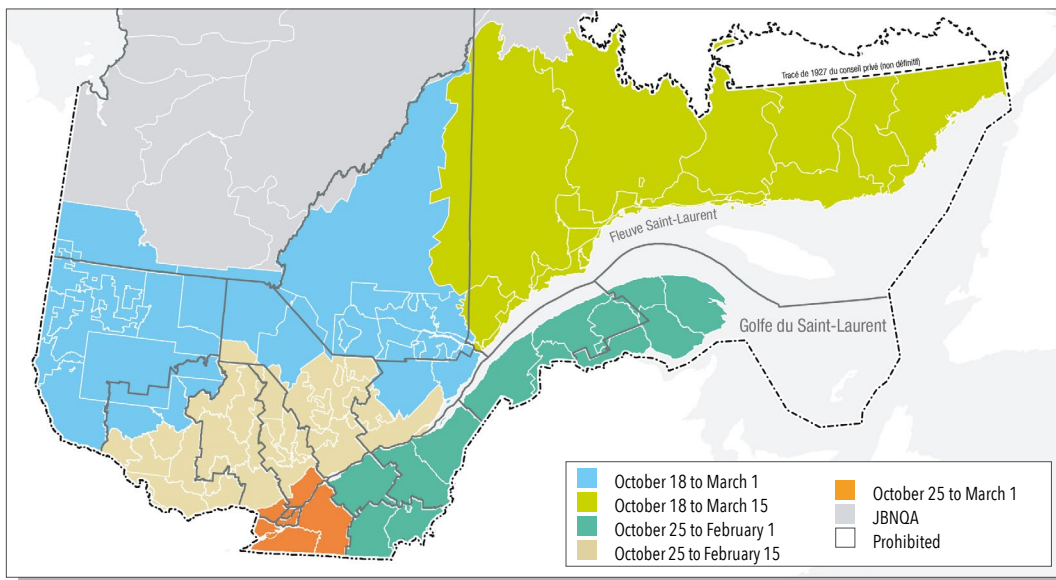 Tracé de 1927 du conseil privé (non définitif)
Fleuve Saint-Laurent
Golfe du Saint-Laurent
October 18 to March 1
October 18 to March 15
October 25 to February 1
October 25 to February 15
October 25 to March 1
JBNQA
Prohibited